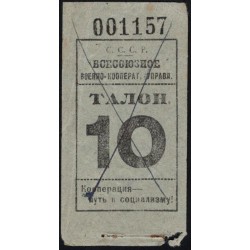 001157
С. С. С. Р.
ВСЕСОЮЗНОЕ
ВОЕННО-КООПЕРАТ. УПРАВЛ.
ТАЛОН
10
Кооперация—
путь к социализму!